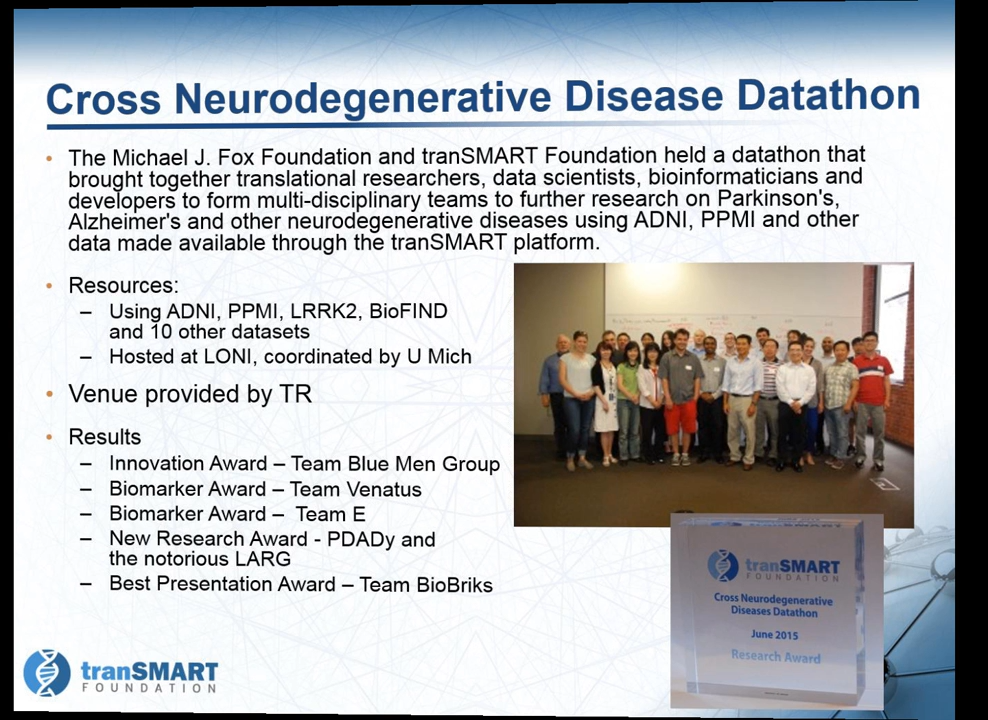 Cross Neurodegenerative Disease Datathon
• The Michael J. Fox Foundation and tranSMART Foundation held a datathon that
brought together translational researchers, data scientists, bioinformaticians and
developers to form multi-disciplinary teams to further research on Parkinson's,
Alzheimer's and other neurodegenerative diseases using ADNI, PPMI and other
data made available through the tranSMART platform.
• Resources:
– Using ADNI, PPMI, LRRK2, BioFIND
and 10 other datasets
– Hosted at LONI, coordinated by U Mich
• Venue provided by TR
• Results
– Innovation Award – Team Blue Men Group
– Biomarker Award – Team Venatus
– Biomarker Award – Team E
– New Research Award - PDADy and
the notorious LARG
– Best Presentation Award – Team BioBriks
tranSMART
FOUNDATION
Cross Neurodegenerative
Diseases Datathon
June 2015
Research Award
tranSMART
FOUNDATION